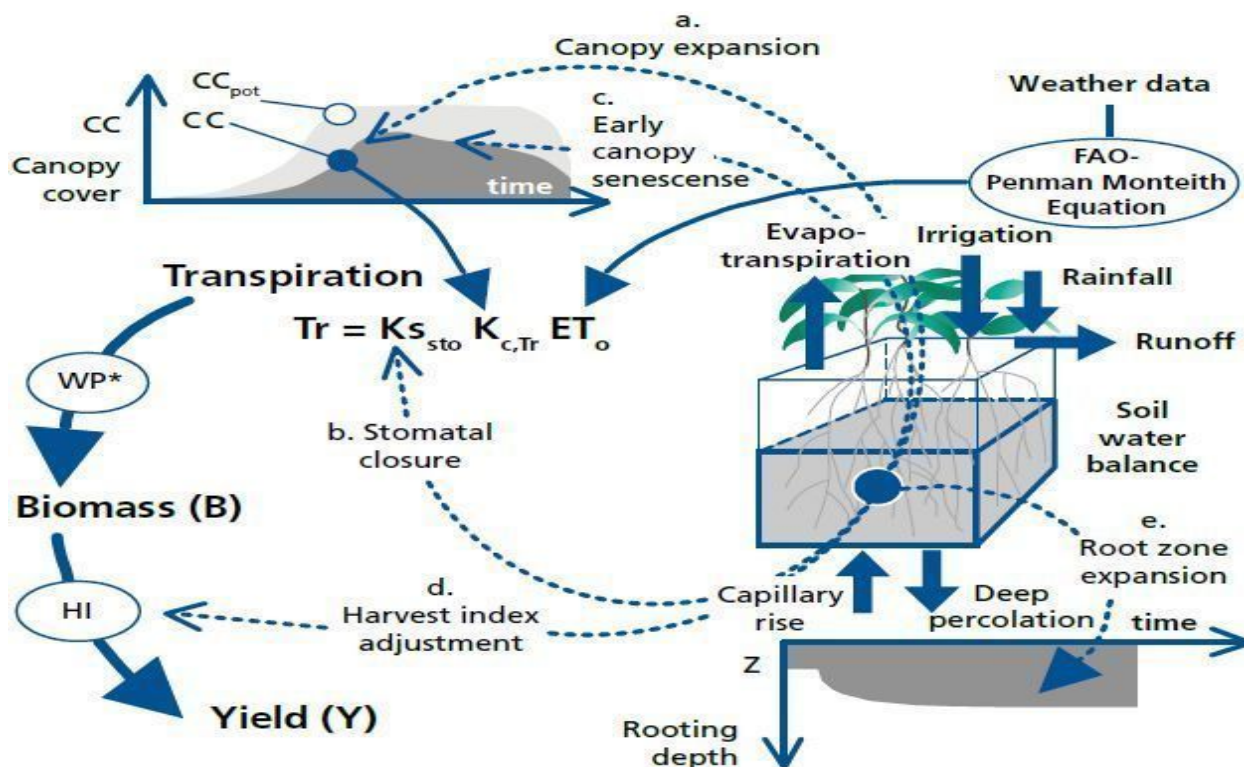 a.
Canopy expansion
CCpot
CC
CC
Canopy
cover
c.
Early
canopy
senescense
time
Weather data
FAO-
Penman Monteith
Equation
Evapo-
transpiration
Irrigation
Rainfall
Runoff
Transpiration
Tr = Kssto Kc,Tr ETo
WP*
b. Stomatal
closure
Soil
water
balance
Biomass (B)
e.
Root zone
expansion
HI
d.
Harvest index
adjustment
Capillary
rise
Deep
percolation
time
Z
Yield (Y)
Rooting
depth